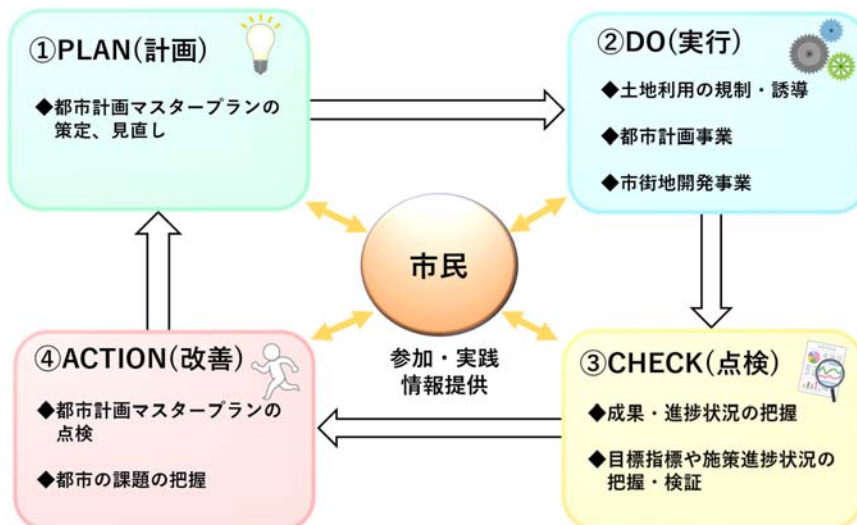 ①PLAN(計画)
◆都市計画マスタープランの
策定、見直し
②DO(実行)
◆土地利用の規制・誘導
◆都市計画事業
◆市街地開発事業
市民
参加・実践
情報提供
④ACTION(改善)
◆都市計画マスタープランの
点検
◆都市の課題の把握
③CHECK(点検)
◆成果・進捗状況の把握
◆目標指標や施策進捗状況の
把握・検証